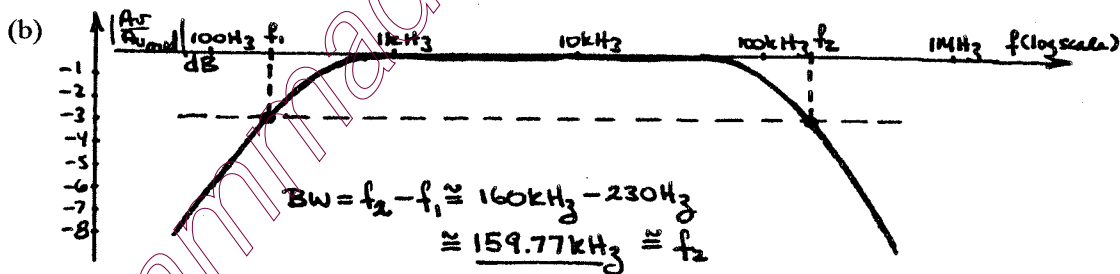 (b)
|Av/Avmid| dB 100Hz f₁ 1kHz 10kHz 100kHz f₂ 1MHz f(log scale)
-1
-2
-3
-4
-5
-6
-7
-8
BW = f₂ - f₁ ≅ 160kHz - 230Hz
≅ 159.77kHz ≅ f₂